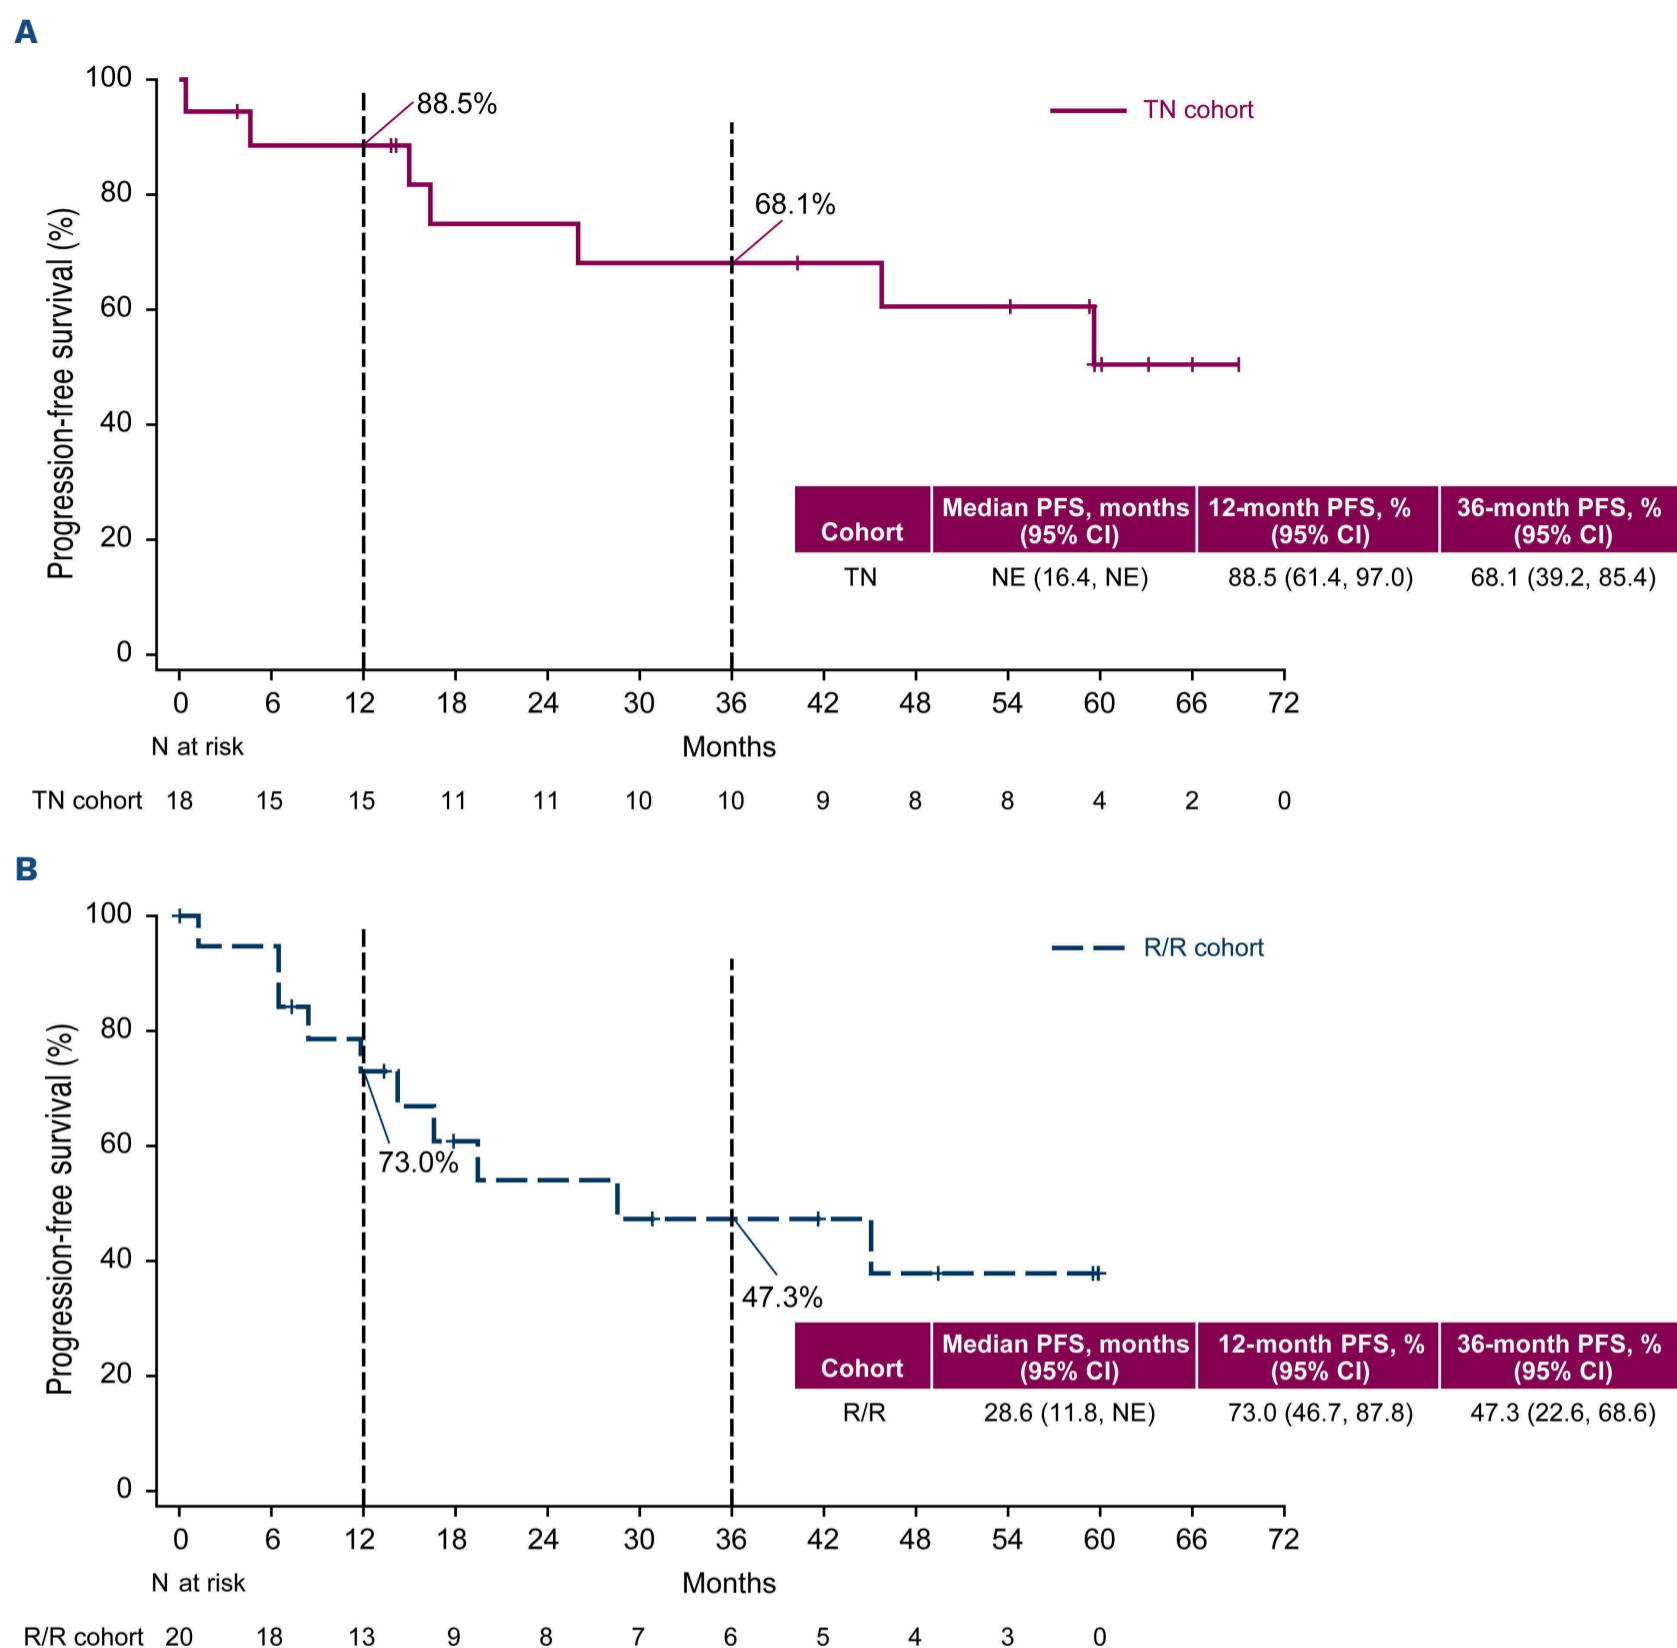 A
100
80
60
40
20
0
Progression-free survival (%)
88.5%
68.1%
TN cohort
Cohort Median PFS, months (95% CI) 12-month PFS, % (95% CI) 36-month PFS, % (95% CI)
TN NE (16.4, NE) 88.5 (61.4, 97.0) 68.1 (39.2, 85.4)
0 6 12 18 24 30 36 42 48 54 60 66 72
N at risk Months
TN cohort 18 15 15 11 11 10 10 9 8 8 4 2 0
B
100
80
60
40
20
0
Progression-free survival (%)
R/R cohort
73.0%
47.3%
Cohort Median PFS, months (95% CI) 12-month PFS, % (95% CI) 36-month PFS, % (95% CI)
R/R 28.6 (11.8, NE) 73.0 (46.7, 87.8) 47.3 (22.6, 68.6)
0 6 12 18 24 30 36 42 48 54 60 66 72
N at risk Months
R/R cohort 20 18 13 9 8 7 6 5 4 3 0